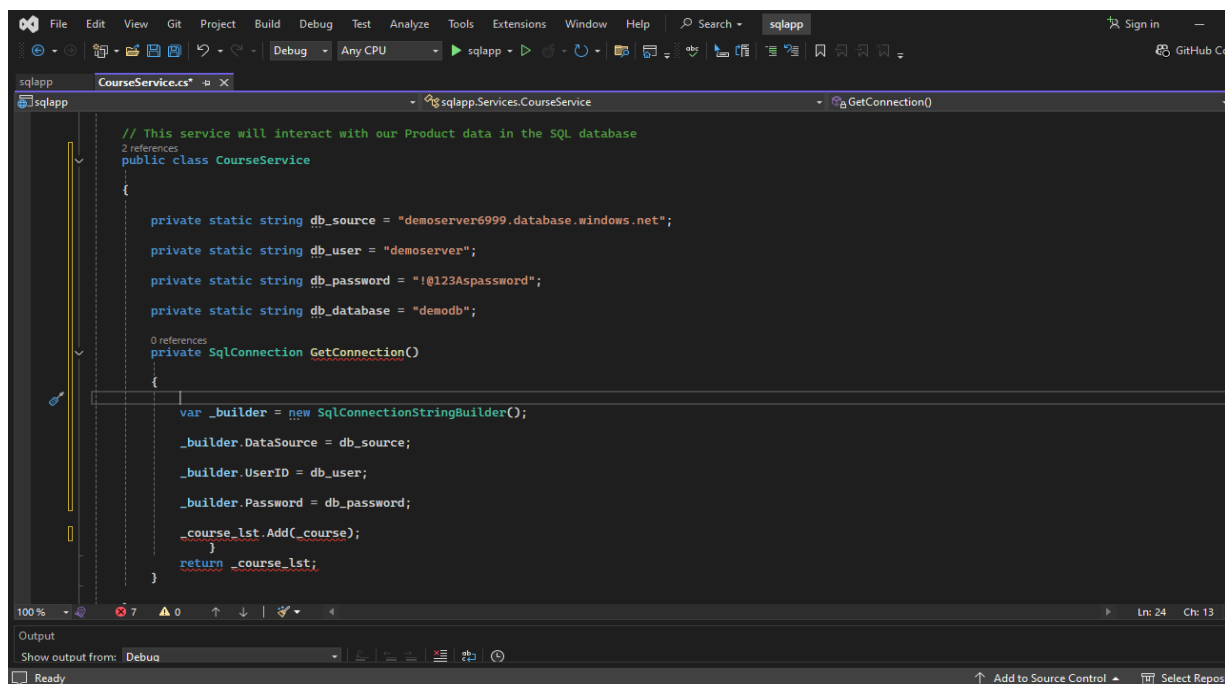 File Edit View Git Project Build Debug Test Analyze Tools Extensions Window Help Search sqlapp Sign in
Debug Any CPU sqlapp GitHub Co
sqlapp CourseService.cs*
sqlapp sqlapp.Services.CourseService GetConnection()
// This service will interact with our Product data in the SQL database
2 references
public class CourseService
{
private static string db_source = "demoserver6999.database.windows.net";
private static string db_user = "demoserver";
private static string db_password = "!@123Aspassword";
private static string db_database = "demodb";
0 references
private SqlConnection GetConnection()
{
var _builder = new SqlConnectionStringBuilder();
_builder.DataSource = db_source;
_builder.UserID = db_user;
_builder.Password = db_password;
_course_lst.Add(_course);
}
return _course_lst;
}
100 % 7 0 Ln: 24 Ch: 13
Output
Show output from: Debug
Ready Add to Source Control Select Repos